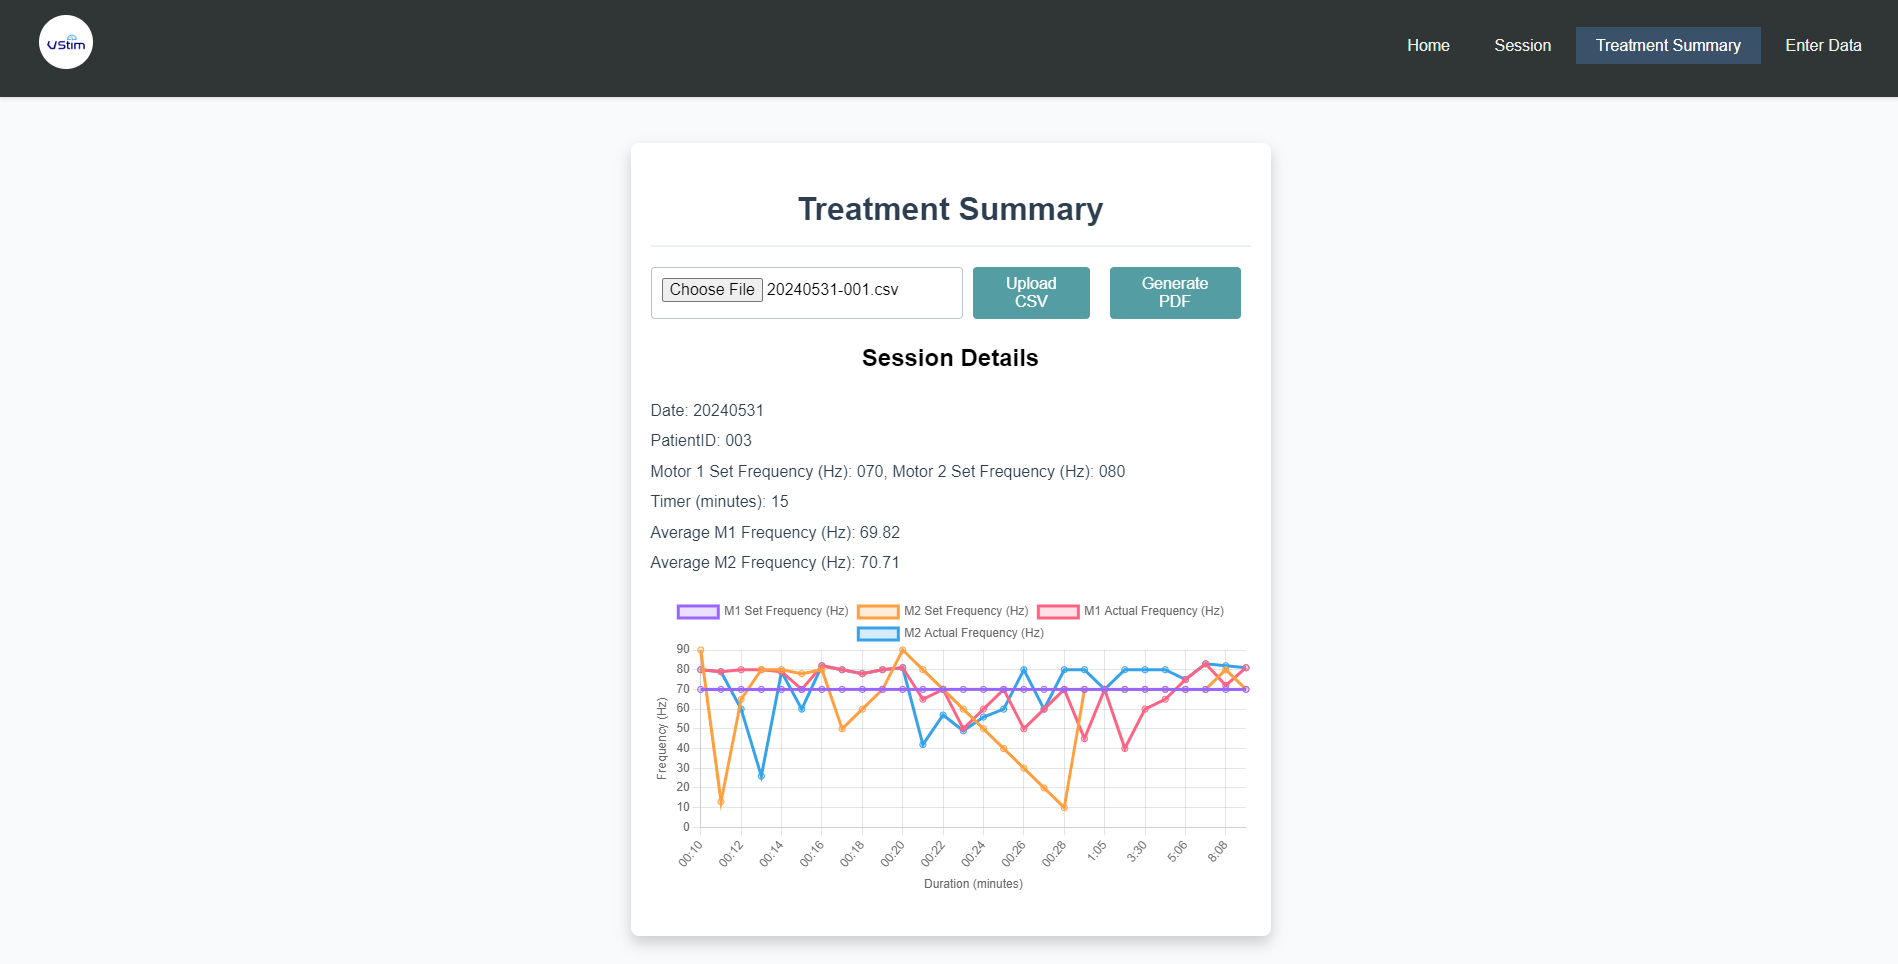 VStim
Home Session Treatment Summary Enter Data
Treatment Summary
Choose File 20240531-001.csv
Upload
CSV
Generate
PDF
Session Details
Date: 20240531
PatientID: 003
Motor 1 Set Frequency (Hz): 070, Motor 2 Set Frequency (Hz): 080
Timer (minutes): 15
Average M1 Frequency (Hz): 69.82
Average M2 Frequency (Hz): 70.71
M1 Set Frequency (Hz) M2 Set Frequency (Hz) M1 Actual Frequency (Hz)
M2 Actual Frequency (Hz)
90
80
70
60
50
40
30
20
10
0
Frequency (Hz)
00:10 00:12 00:14 00:16 00:18 00:20 00:22 00:24 00:26 00:28 1:05 3:30 5:06 8:08
Duration (minutes)